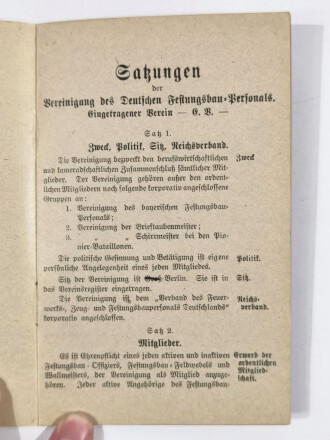 Satzungen
der
Vereinigung des Deutschen Festungsbau-Personals.
Eingetragener Verein — E. V. —
Satz 1.
Zweck, Politik, Sitz, Reichsverband.
Die Vereinigung bezweckt den berufswirtschaftlichen Zweck
und kameradschaftlichen Zusammenschluß sämtlicher Mit-
glieder. Der Vereinigung gehören außer den ordent-
lichen Mitgliedern noch folgende korporativ angeschlossene
Gruppen an:
1. Vereinigung des bayerischen Festungsbau-
Personals;
2. Vereinigung der Brieftaubenmeister;
3. „ „ Schirrmeister bei den Pio-
nier-Bataillonen.
Die politische Gesinnung und Betätigung ist eigene Politik.
persönliche Angelegenheit eines jeden Mitgliedes.
Sitz der Vereinigung ist Berlin. Sie ist in Sitz.
das Vereinsregister eingetragen.
Die Vereinigung ist dem „Verband des Feuer- Reichs-
werks-, Zeug- und Festungsbaupersonals Deutschlands" verband.
korporativ angeschlossen.
Satz 2.
Mitglieder.
Es ist Ehrenpflicht eines jeden aktiven und inaktiven Erwerb der
Festungsbau-Offiziers, Festungsbau-Feldwebels und ordentlichen
Wallmeisters, der Vereinigung als Mitglied anzuge- Mitglied-
hören. Jeder aktive Angehörige des Festungsbau- schaft.